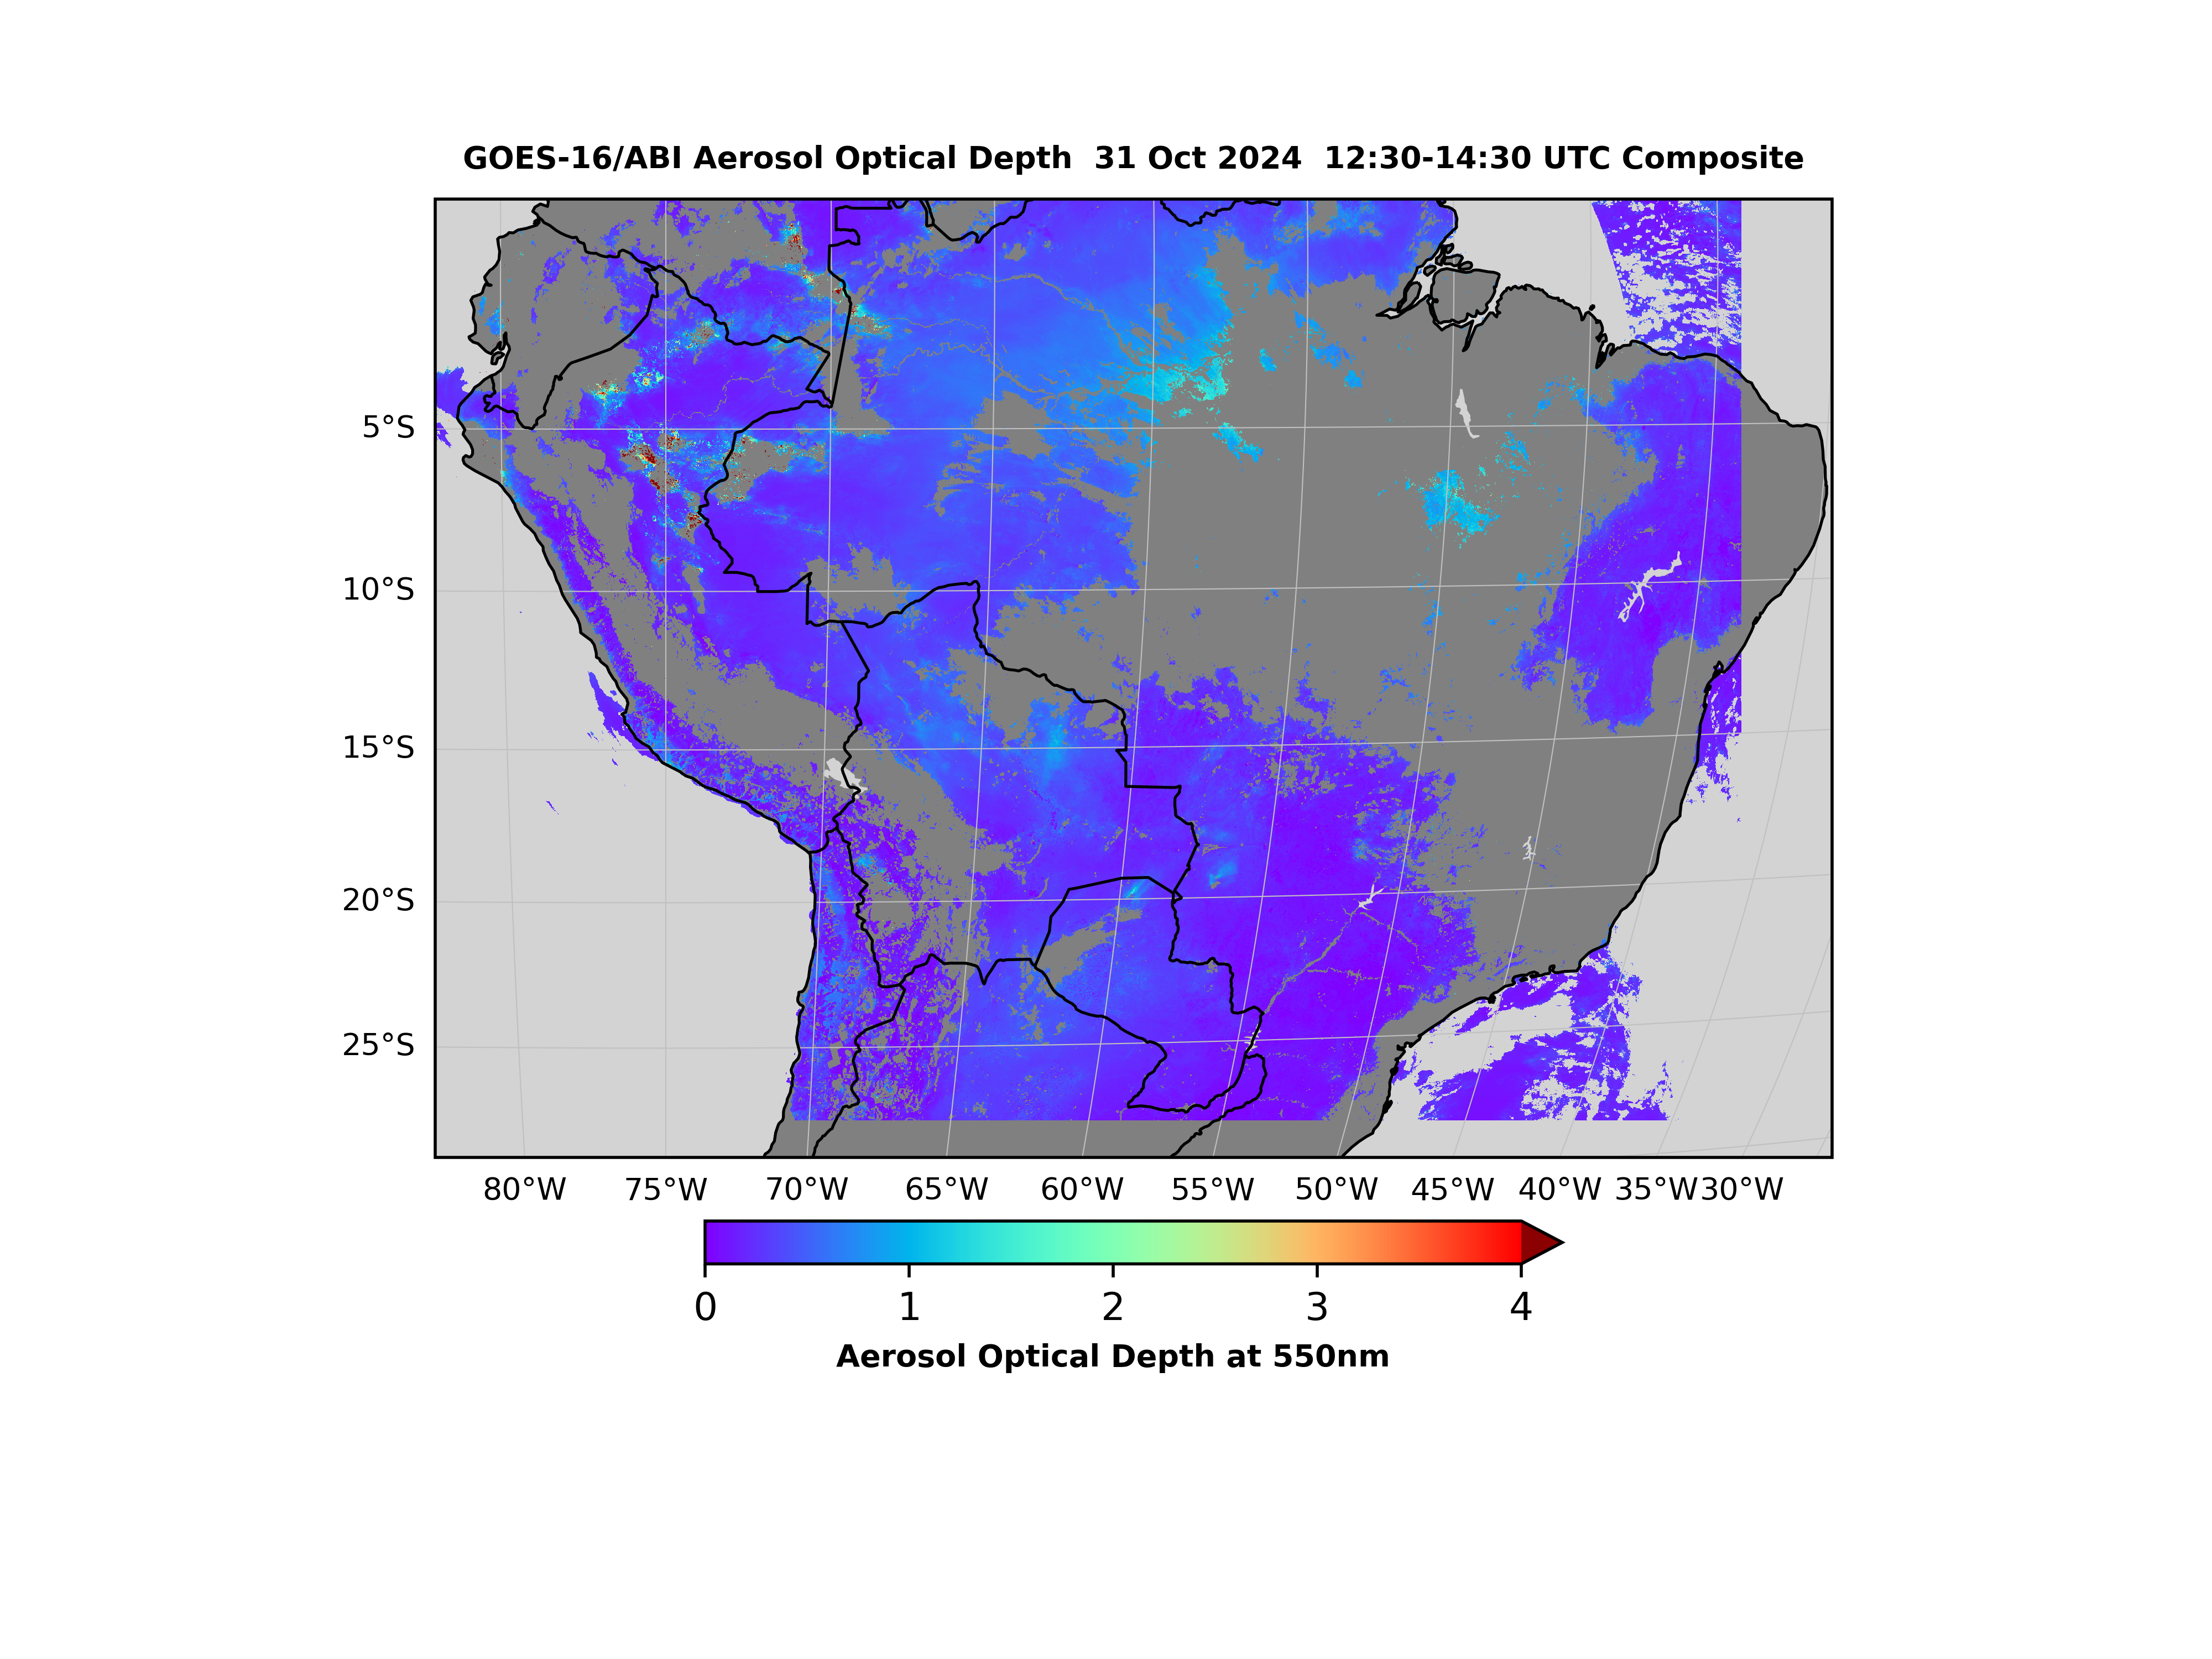 GOES-16/ABI Aerosol Optical Depth  31 Oct 2024  12:30-14:30 UTC Composite
5°S
10°S
15°S
20°S
25°S
80°W 75°W 70°W 65°W 60°W 55°W 50°W 45°W 40°W 35°W 30°W
0 1 2 3 4
Aerosol Optical Depth at 550nm